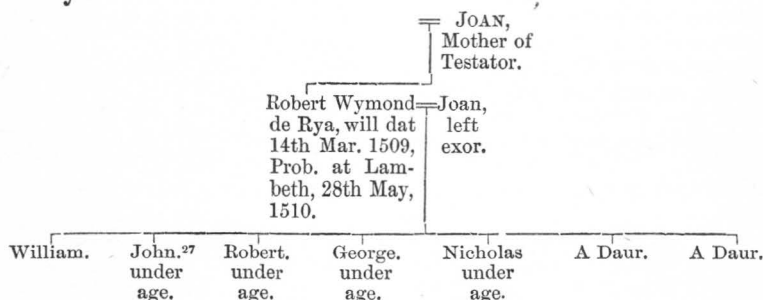 ═ JOAN,
Mother of
Testator.
Robert Wymond=Joan,
de Rya, will dat left
14th Mar. 1509, exor.
Prob. at Lam-
beth, 28th May,
1510.
William. John.²⁷ Robert. George. Nicholas A Daur. A Daur.
under under under under
age. age. age. age.